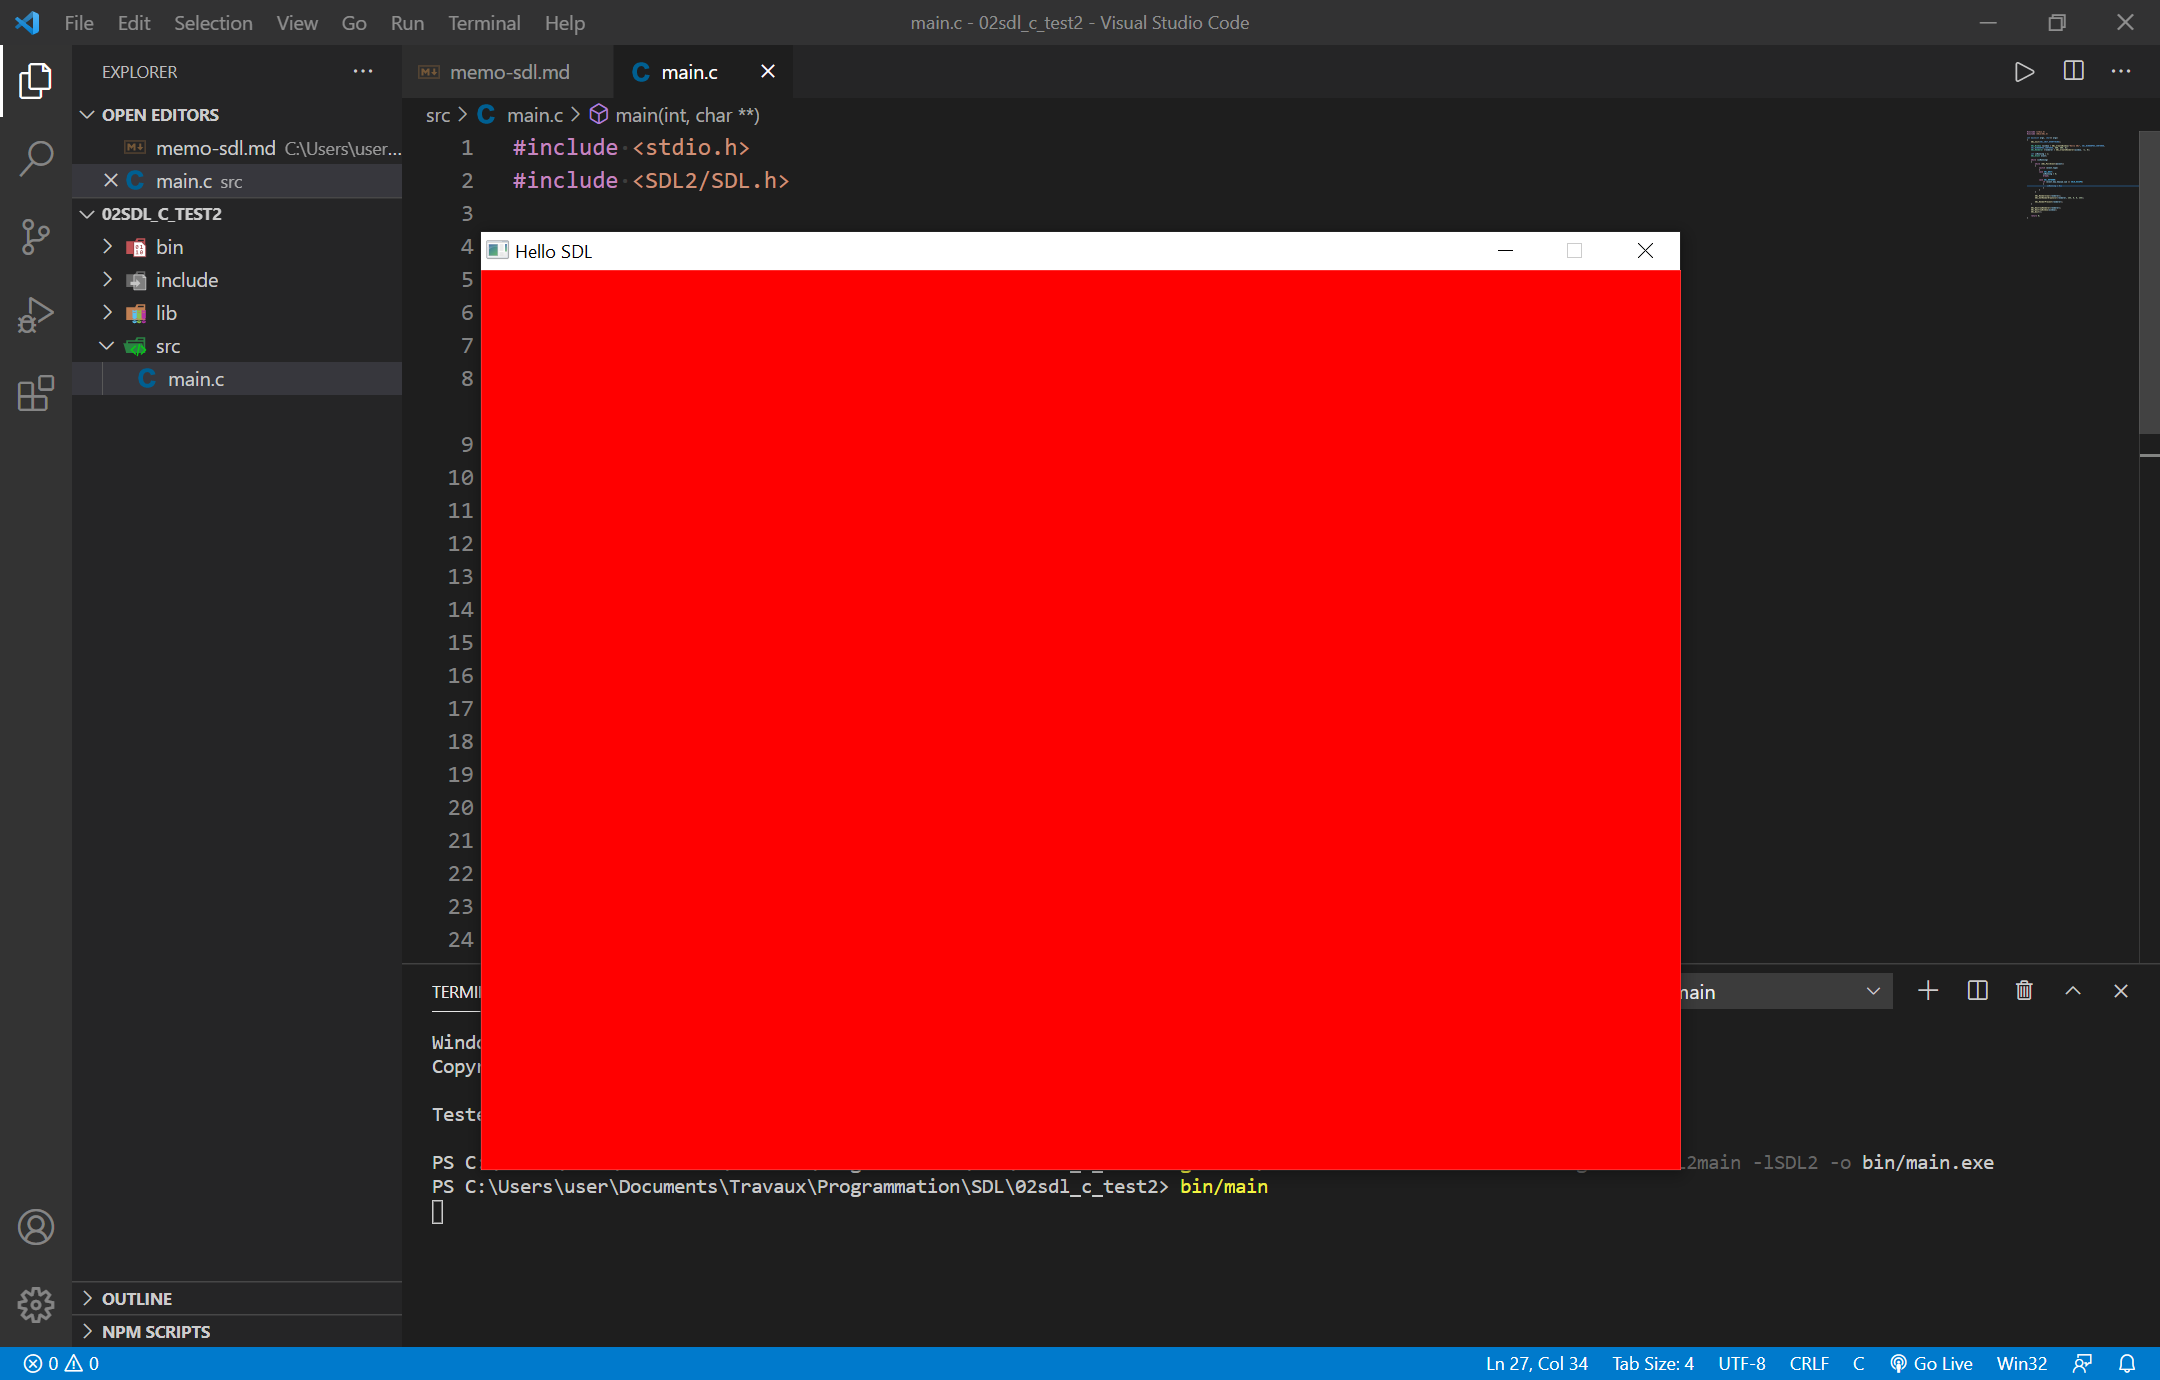 File Edit Selection View Go Run Terminal Help
main.c - 02sdl_c_test2 - Visual Studio Code
EXPLORER
OPEN EDITORS
memo-sdl.md C:\Users\user...
main.c src
02SDL_C_TEST2
bin
include
lib
src
main.c
OUTLINE
NPM SCRIPTS
memo-sdl.md
main.c
src > main.c > main(int, char **)
1 #include <stdio.h>
2 #include <SDL2/SDL.h>
3
4
5
6
7
8
9
10
11
12
13
14
15
16
17
18
19
20
21
22
23
24
Hello SDL
PS C:
2main -lSDL2 -o bin/main.exe
PS C:\Users\user\Documents\Travaux\Programmation\SDL\02sdl_c_test2> bin/main
0 0
Ln 27, Col 34 Tab Size: 4 UTF-8 CRLF C Go Live Win32